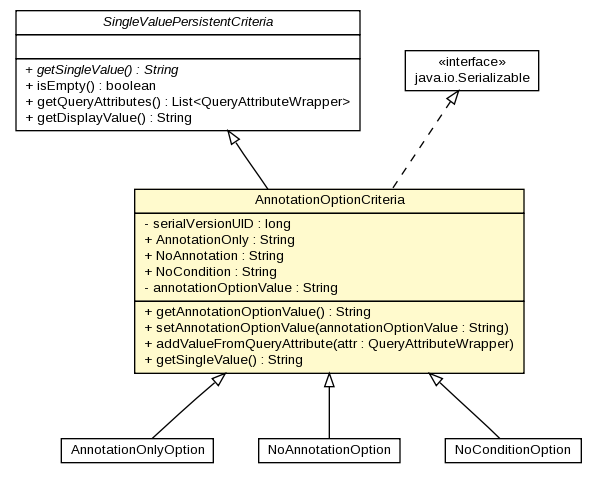 SingleValuePersistentCriteria
+ getSingleValue() : String
+ isEmpty() : boolean
+ getQueryAttributes() : List<QueryAttributeWrapper>
+ getDisplayValue() : String
«interface»
java.io.Serializable
AnnotationOptionCriteria
- serialVersionUID : long
+ AnnotationOnly : String
+ NoAnnotation : String
+ NoCondition : String
- annotationOptionValue : String
+ getAnnotationOptionValue() : String
+ setAnnotationOptionValue(annotationOptionValue : String)
+ addValueFromQueryAttribute(attr : QueryAttributeWrapper)
+ getSingleValue() : String
AnnotationOnlyOption
NoAnnotationOption
NoConditionOption